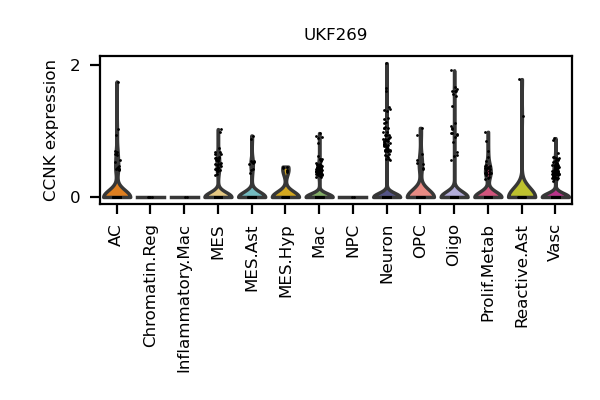 UKF269
CCNK expression
2
0
AC
Chromatin.Reg
Inflammatory.Mac
MES
MES.Ast
MES.Hyp
Mac
NPC
Neuron
OPC
Oligo
Prolif.Metab
Reactive.Ast
Vasc